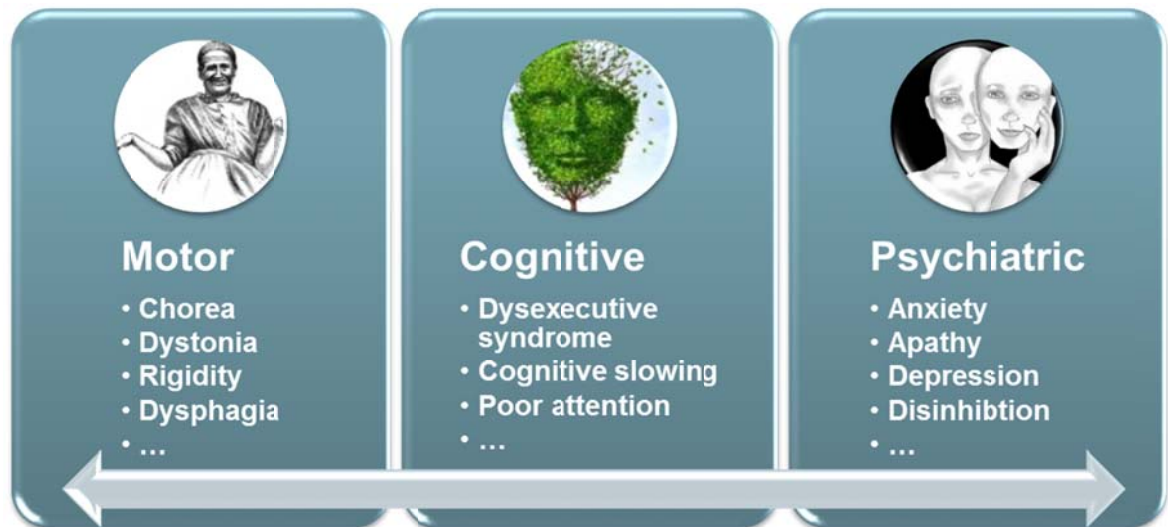 Motor
• Chorea
• Dystonia
• Rigidity
• Dysphagia
• ...
Cognitive
• Dysexecutive
syndrome
• Cognitive slowing
• Poor attention
• ...
Psychiatric
• Anxiety
• Apathy
• Depression
• Disinhibtion
• ...